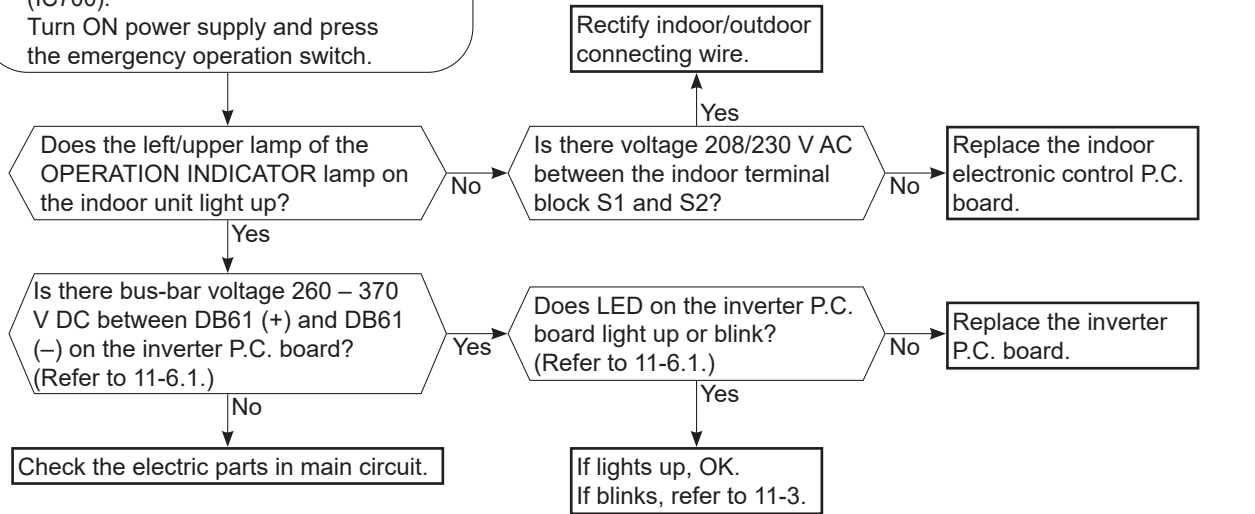 (IC700).
Turn ON power supply and press
the emergency operation switch.
Rectify indoor/outdoor
connecting wire.
Yes
Does the left/upper lamp of the
OPERATION INDICATOR lamp on
the indoor unit light up?
No
Is there voltage 208/230 V AC
between the indoor terminal
block S1 and S2?
No
Replace the indoor
electronic control P.C.
board.
Yes
Is there bus-bar voltage 260 – 370
V DC between DB61 (+) and DB61
(–) on the inverter P.C. board?
(Refer to 11-6.1.)
Yes
Does LED on the inverter P.C.
board light up or blink?
(Refer to 11-6.1.)
No
Replace the inverter
P.C. board.
No
Check the electric parts in main circuit.
Yes
If lights up, OK.
If blinks, refer to 11-3.